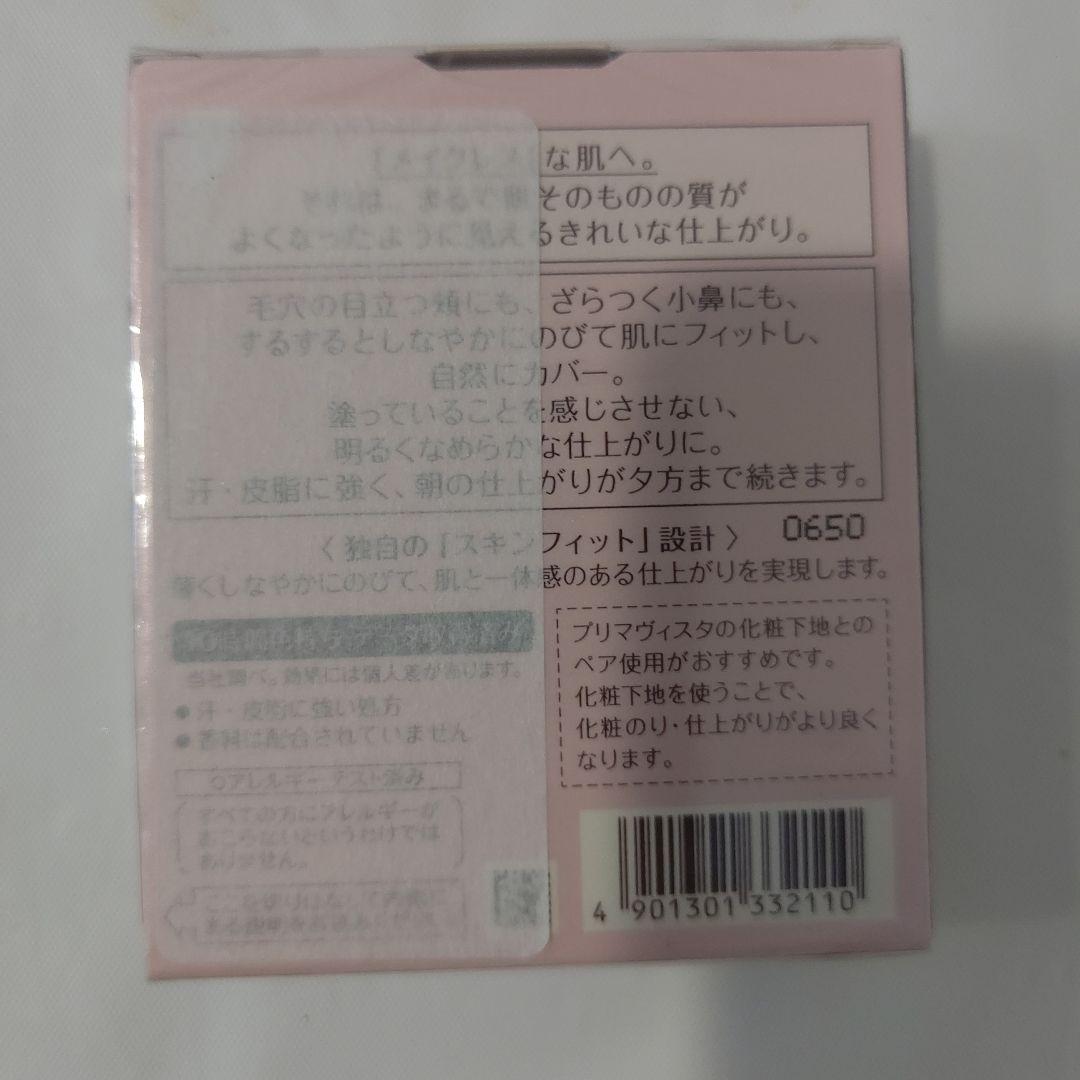 「メイクレス」な肌へ。
それは、まるで肌そのものの質が
よくなったように見えるきれいな仕上がり。
毛穴の目立つ頬にも、ざらつく小鼻にも、
するするとしなやかにのびて肌にフィットし、
自然にカバー。
塗っていることを感じさせない、
明るくなめらかな仕上がりに。
汗・皮脂に強く、朝の仕上がりが夕方まで続きます。
〈 独自の「スキンフィット」設計 〉
0650
薄くしなやかにのびて、肌と一体感のある仕上がりを実現します。
当社調べ。効果には個人差があります。
● 汗・皮脂に強い処方
● 香料は配合されていません
○アレルギーテスト済み
すべての方にアレルギーが
おこらないというわけでは
ありません。
プリマヴィスタの化粧下地との
ペア使用がおすすめです。
化粧下地を使うことで、
化粧のり・仕上がりがより良く
なります。
4 901301 332110